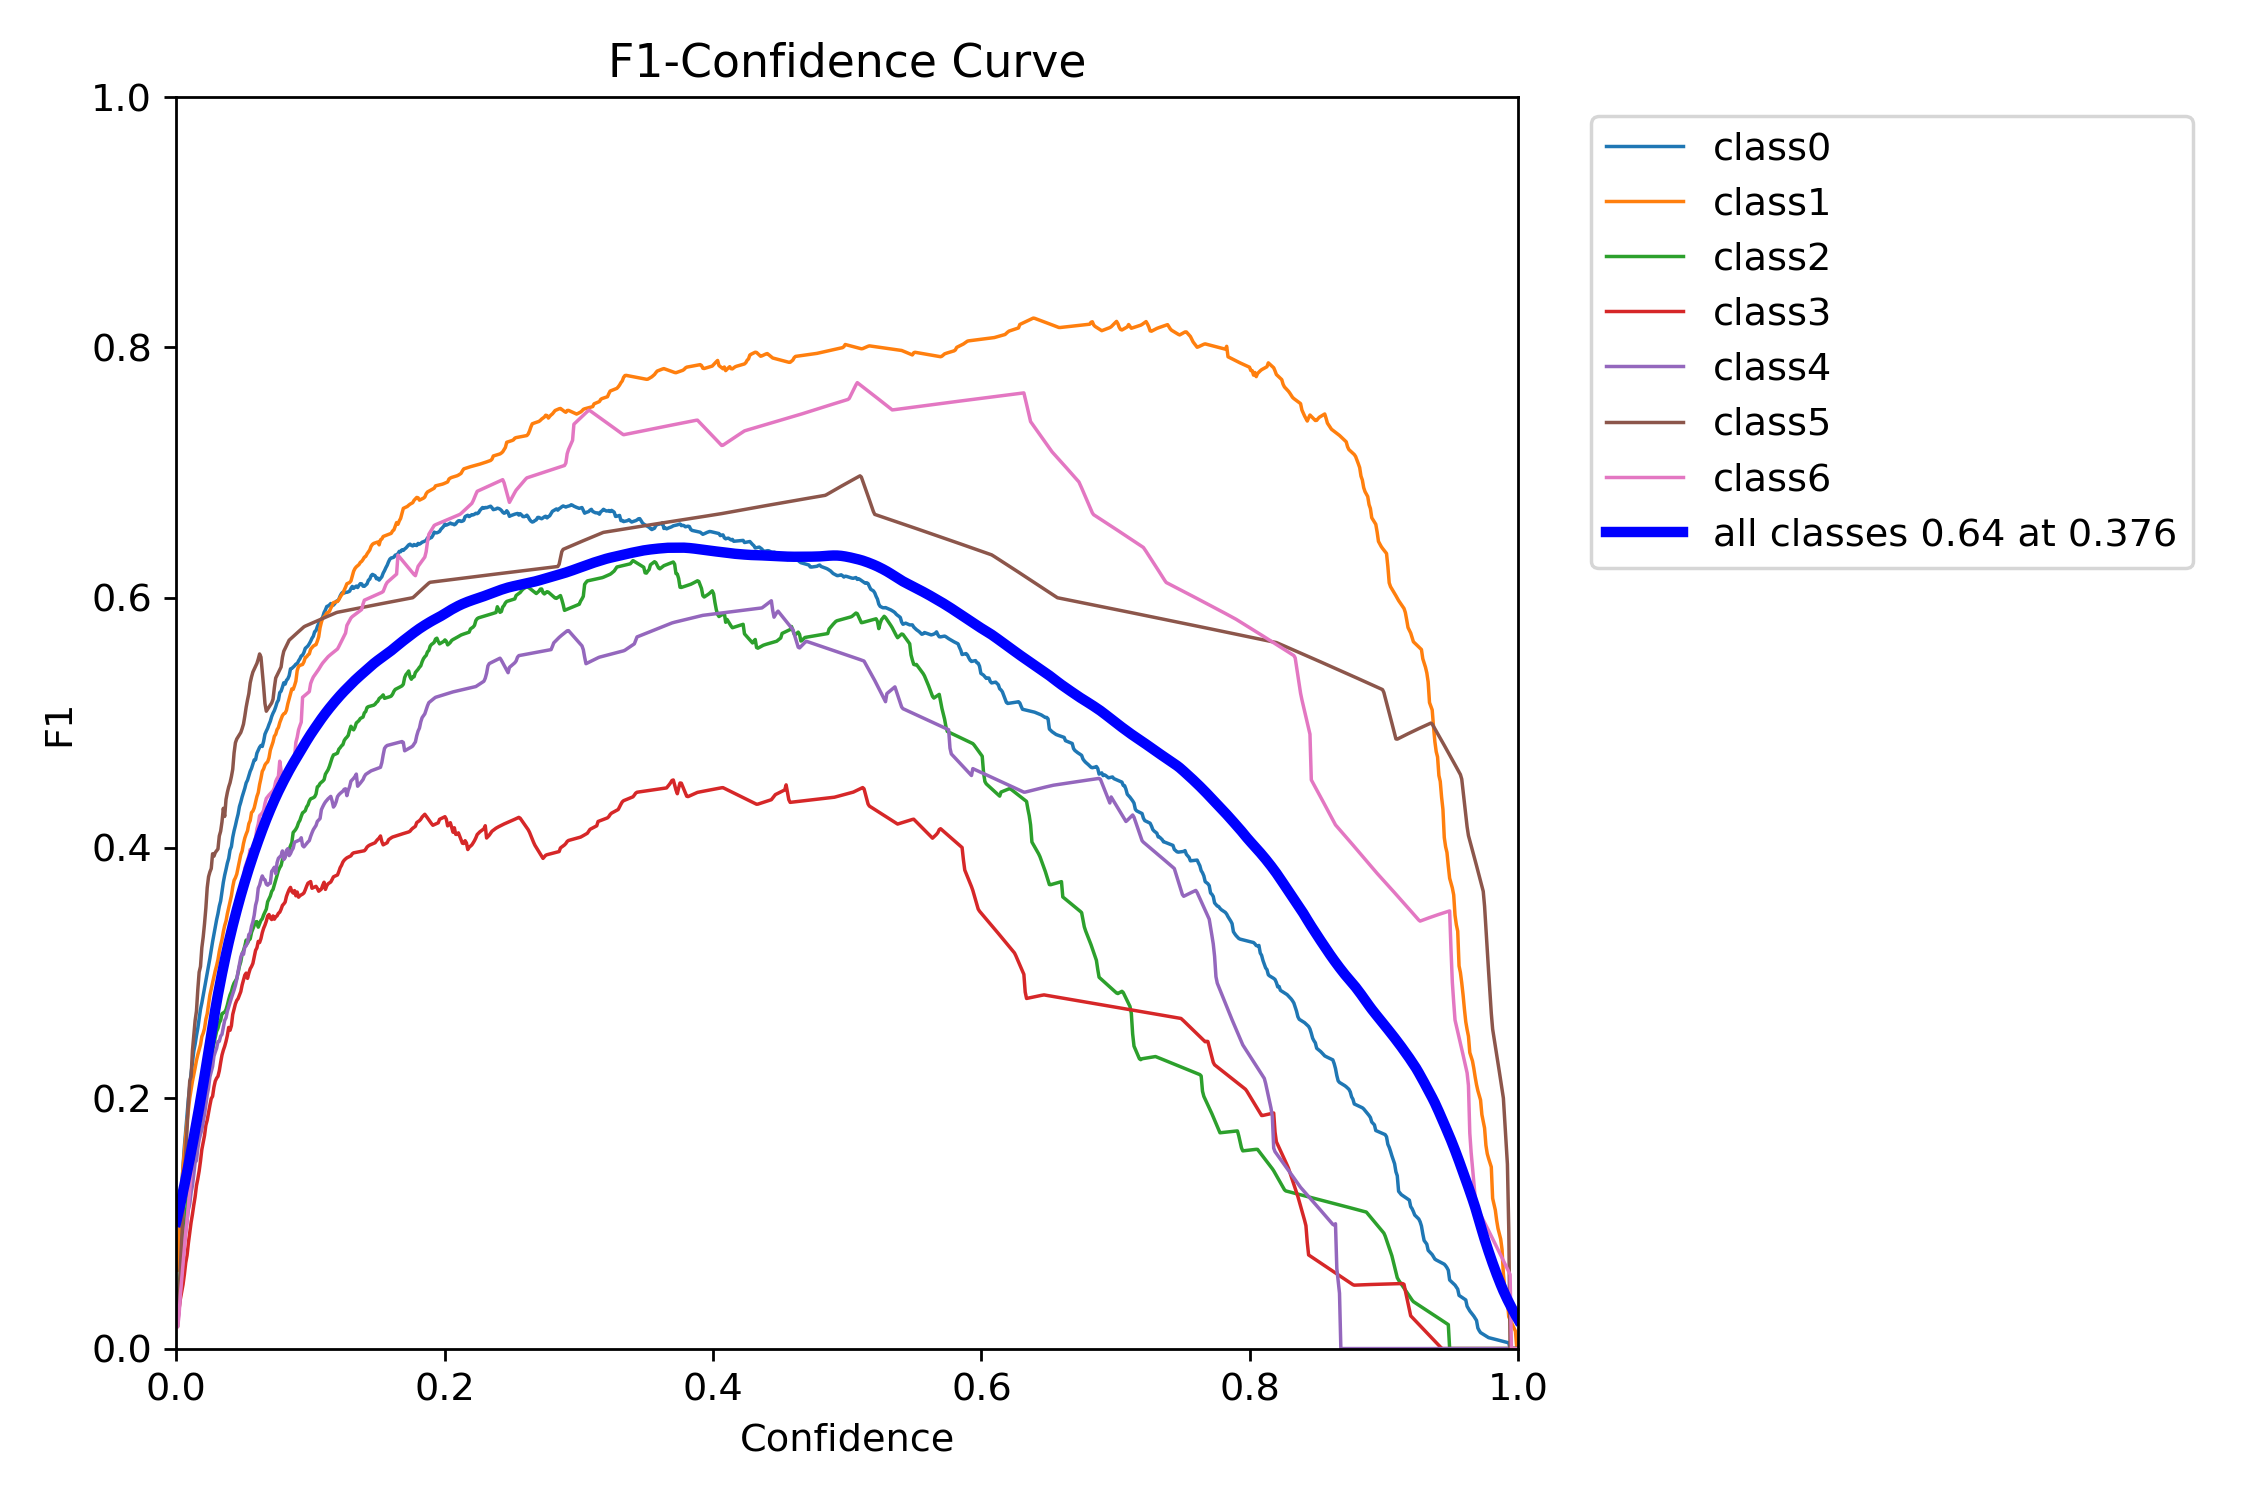 F1-Confidence Curve
1.0
0.8
0.6
0.4
0.2
0.0
F1
0.0 0.2 0.4 0.6 0.8 1.0
Confidence
class0
class1
class2
class3
class4
class5
class6
all classes 0.64 at 0.376